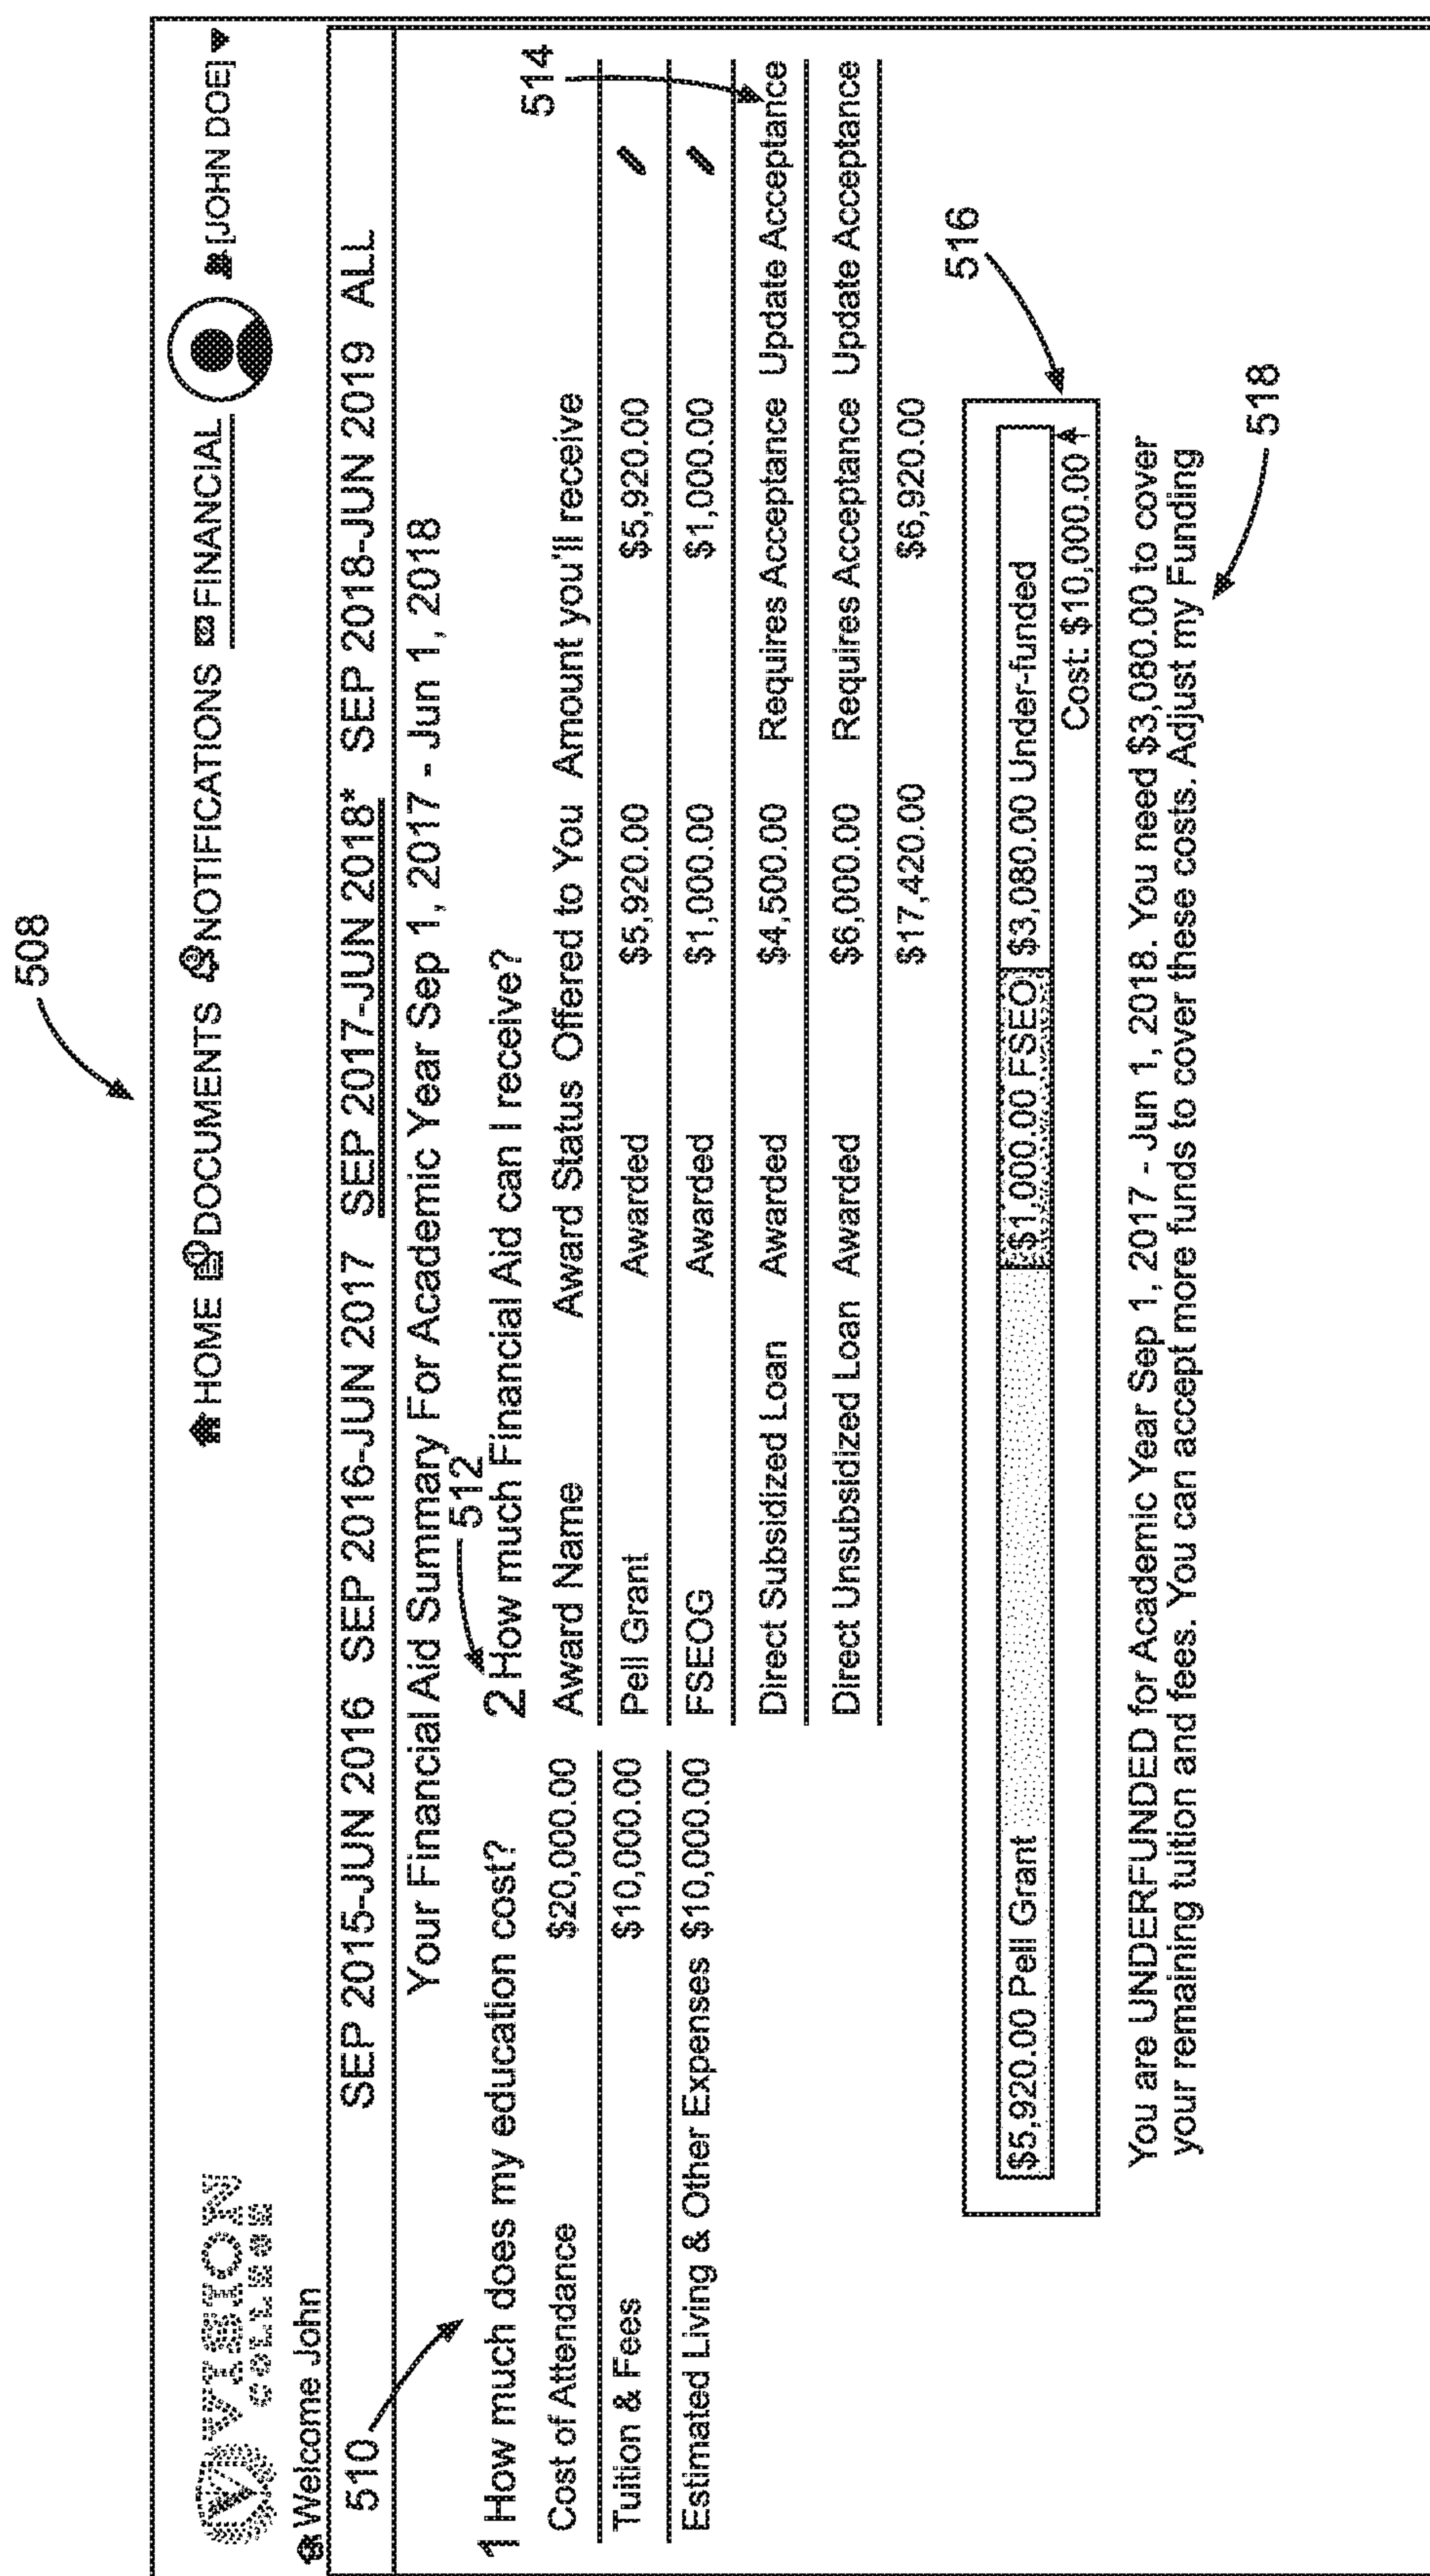 508
VISION
COLLEGE
HOME DOCUMENTS NOTIFICATIONS FINANCIAL [JOHN DOE]
Welcome John
510
SEP 2015-JUN 2016 SEP 2016-JUN 2017 SEP 2017-JUN 2018* SEP 2018-JUN 2019 ALL
Your Financial Aid Summary For Academic Year Sep 1, 2017 - Jun 1, 2018
512
1 How much does my education cost?
Cost of Attendance $20,000.00
Tuition & Fees $10,000.00
Estimated Living & Other Expenses $10,000.00
2 How much Financial Aid can I receive?
514
Award Name Award Status Offered to You Amount you'll receive
Pell Grant Awarded $5,920.00 $5,920.00
FSEOG Awarded $1,000.00 $1,000.00
Direct Subsidized Loan Awarded $4,500.00 Requires Acceptance Update Acceptance
Direct Unsubsidized Loan Awarded $6,000.00 Requires Acceptance Update Acceptance
$17,420.00 $6,920.00
516
$5,920.00 Pell Grant $1,000.00 FSEO $3,080.00 Under-funded
Cost: $10,000.00
You are UNDERFUNDED for Academic Year Sep 1, 2017 - Jun 1, 2018. You need $3,080.00 to cover
your remaining tuition and fees. You can accept more funds to cover these costs. Adjust my Funding
518